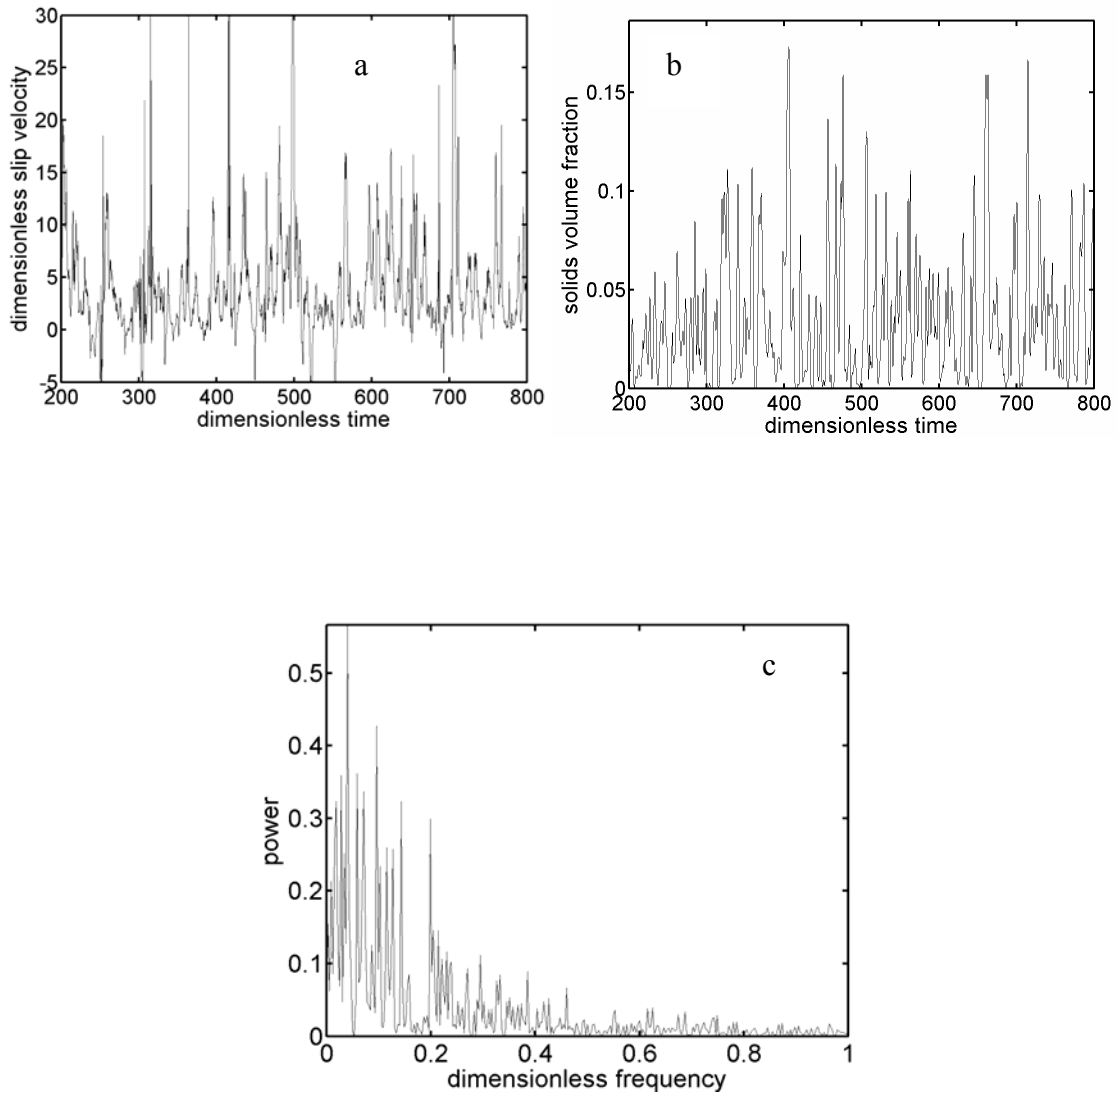 a
dimensionless slip velocity
30
25
20
15
10
5
0
-5
200 300 400 500 600 700 800
dimensionless time
b
solids volume fraction
0.15
0.1
0.05
0
200 300 400 500 600 700 800
dimensionless time
c
power
0.5
0.4
0.3
0.2
0.1
0
0 0.2 0.4 0.6 0.8 1
dimensionless frequency